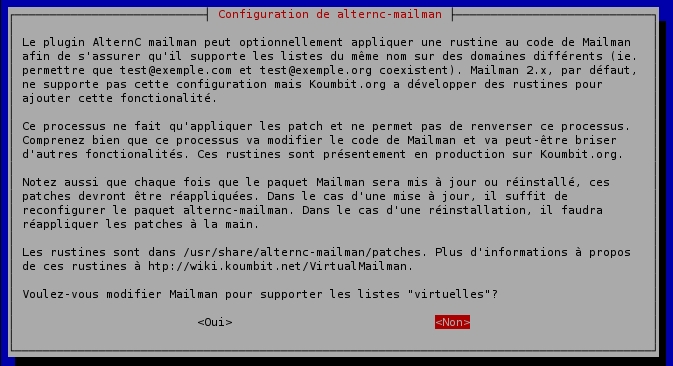 Configuration de alternc-mailman
Le plugin AlternC mailman peut optionnellement appliquer une rustine au code de Mailman
afin de s'assurer qu'il supporte les listes du même nom sur des domaines différents (ie.
permettre que test@exemple.com et test@exemple.org coexistent). Mailman 2.x, par défaut,
ne supporte pas cette configuration mais Koumbit.org a développer des rustines pour
ajouter cette fonctionalité.
Ce processus ne fait qu'appliquer les patch et ne permet pas de renverser ce processus.
Comprenez bien que ce processus va modifier le code de Mailman et va peut-être briser
d'autres fonctionalités. Ces rustines sont présentement en production sur Koumbit.org.
Notez aussi que chaque fois que le paquet Mailman sera mis à jour ou réinstallé, ces
patches devront être réappliquées. Dans le cas d'une mise à jour, il suffit de
reconfigurer le paquet alternc-mailman. Dans le cas d'une réinstallation, il faudra
réappliquer les patches à la main.
Les rustines sont dans /usr/share/alternc-mailman/patches. Plus d'informations à propos
de ces rustines à htp://wiki.koumbit.net/VirtualMailman.
Voulez-vous modifier Mailman pour supporter les listes "virtuelles"?
<Oui> <Non>